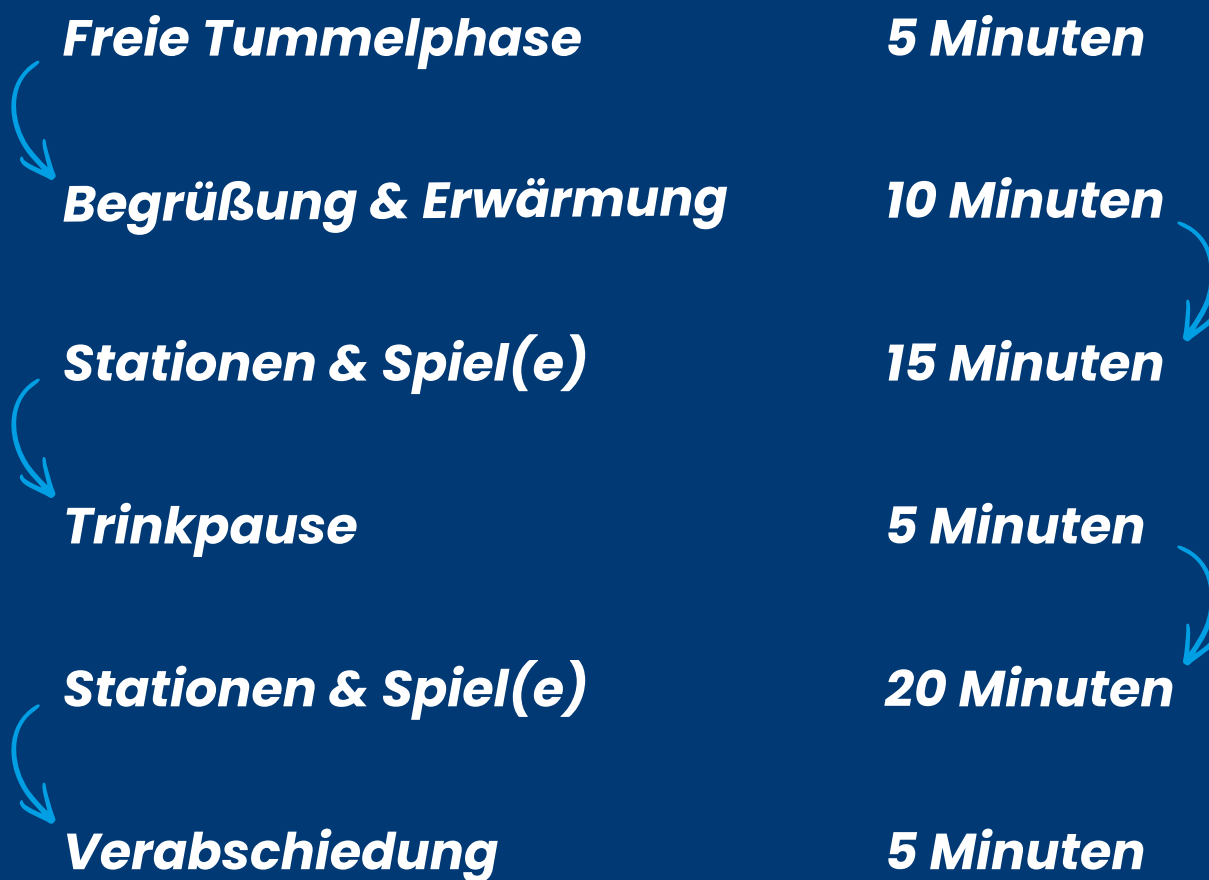 Freie Tummelphase 5 Minuten
Begrüßung & Erwärmung 10 Minuten
Stationen & Spiel(e) 15 Minuten
Trinkpause 5 Minuten
Stationen & Spiel(e) 20 Minuten
Verabschiedung 5 Minuten